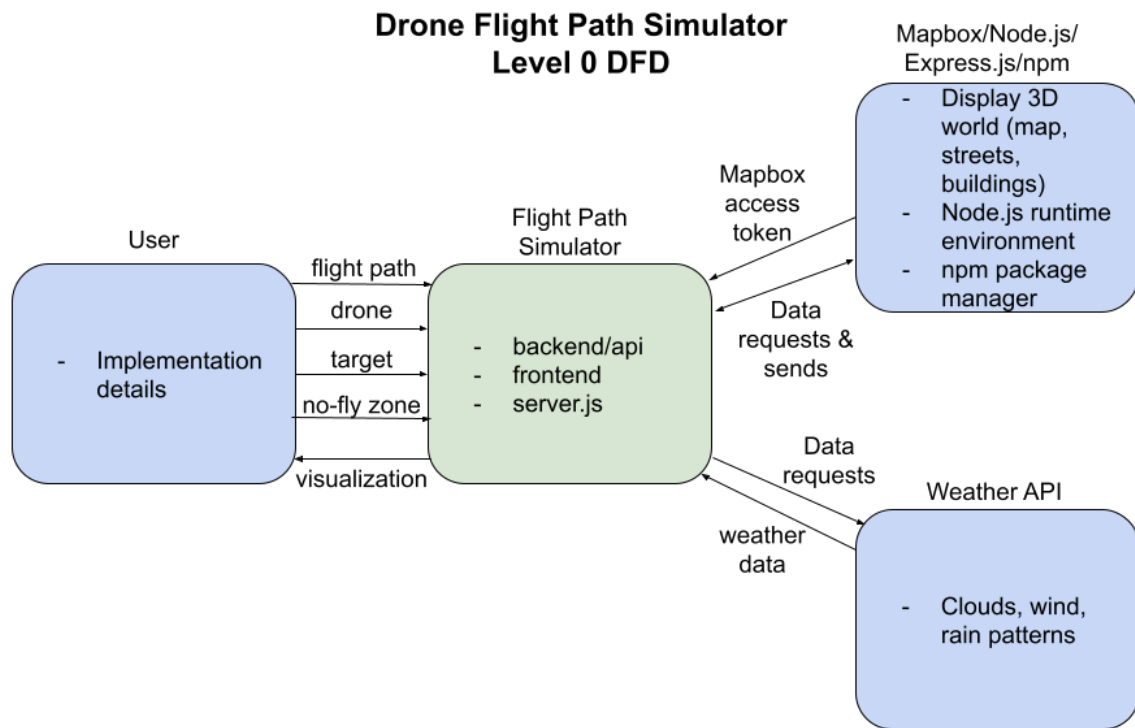 Drone Flight Path Simulator
Level 0 DFD
Mapbox/Node.js/
Express.js/npm
- Display 3D
world (map,
streets,
buildings)
- Node.js runtime
environment
- npm package
manager
Mapbox
access
token
Data
requests &
sends
User
- Implementation
details
flight path
drone
target
no-fly zone
visualization
Flight Path
Simulator
- backend/api
- frontend
- server.js
Data
requests
weather
data
Weather API
- Clouds, wind,
rain patterns